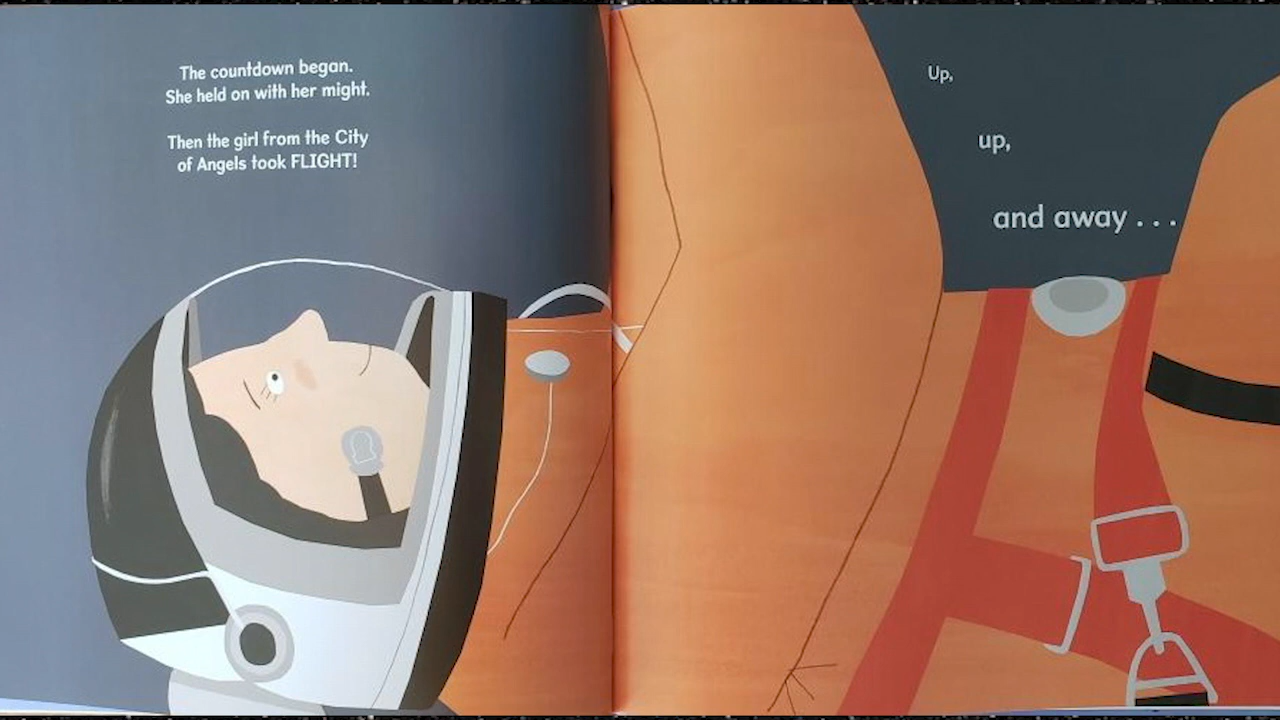 The countdown began.
She held on with her might.
Then the girl from the City
of Angels took FLIGHT!
Up,
up,
and away . . .